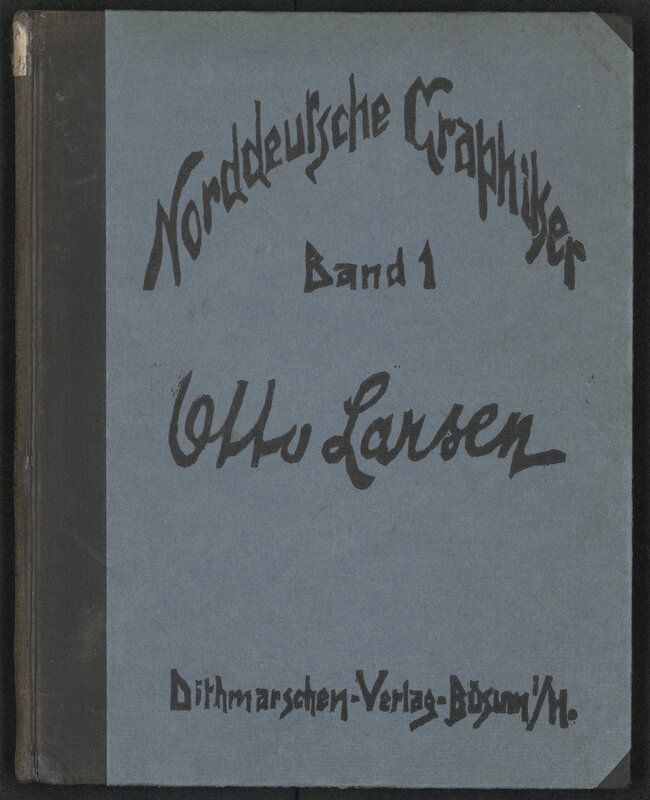 Norddeutsche Graphiker
Band 1
Otto Larsen
Dithmarschen-Verlag-Büsum i/H.